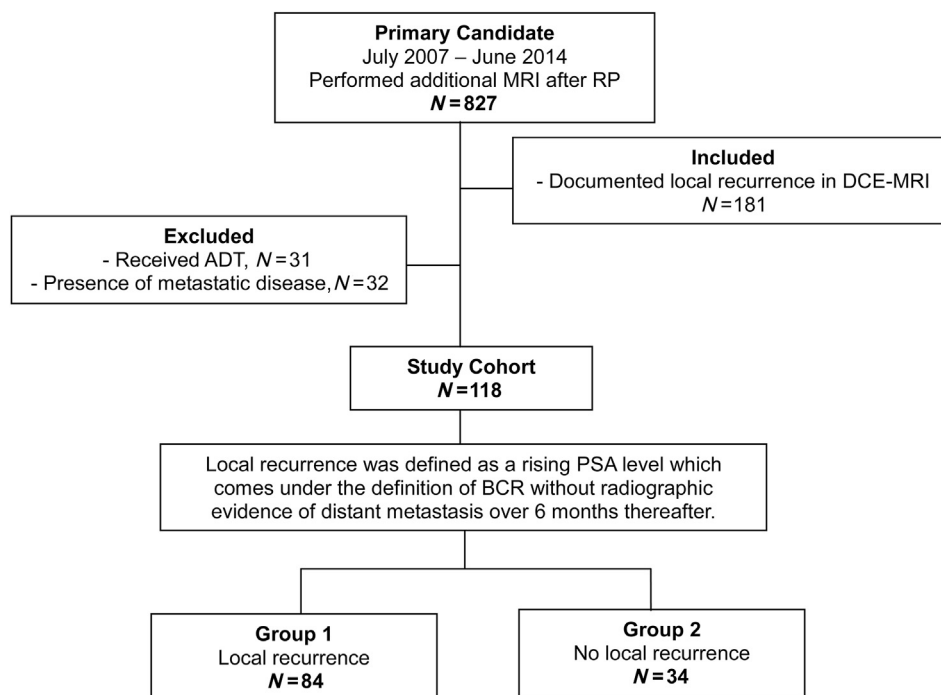 Primary Candidate
July 2007 – June 2014
Performed additional MRI after RP
N=827
Included
- Documented local recurrence in DCE-MRI
N=181
Excluded
- Received ADT, N=31
- Presence of metastatic disease, N=32
Study Cohort
N=118
Local recurrence was defined as a rising PSA level which
comes under the definition of BCR without radiographic
evidence of distant metastasis over 6 months thereafter.
Group 1
Local recurrence
N=84
Group 2
No local recurrence
N=34